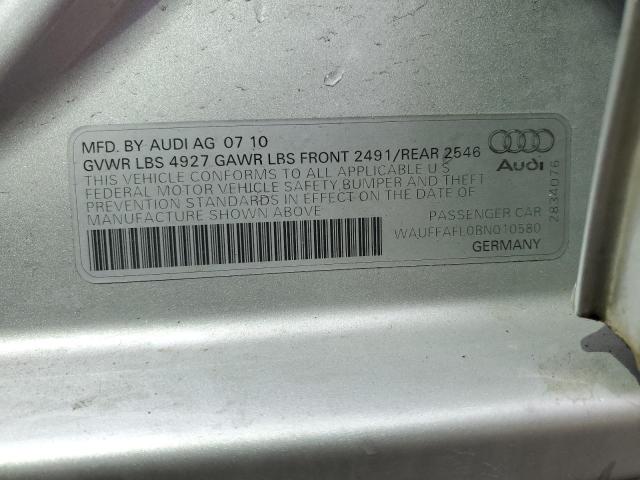 MFD. BY AUDI AG 07 10
GVWR LBS 4927 GAWR LBS FRONT 2491/REAR 2546
THIS VEHICLE CONFORMS TO ALL APPLICABLE U S
FEDERAL MOTOR VEHICLE SAFETY, BUMPER AND THEFT
PREVENTION STANDARDS IN EFFECT ON THE DATE OF
MANUFACTURE SHOWN ABOVE
PASSENGER CAR
WAUFFAFL0BN010580
GERMANY
Audi
2834076